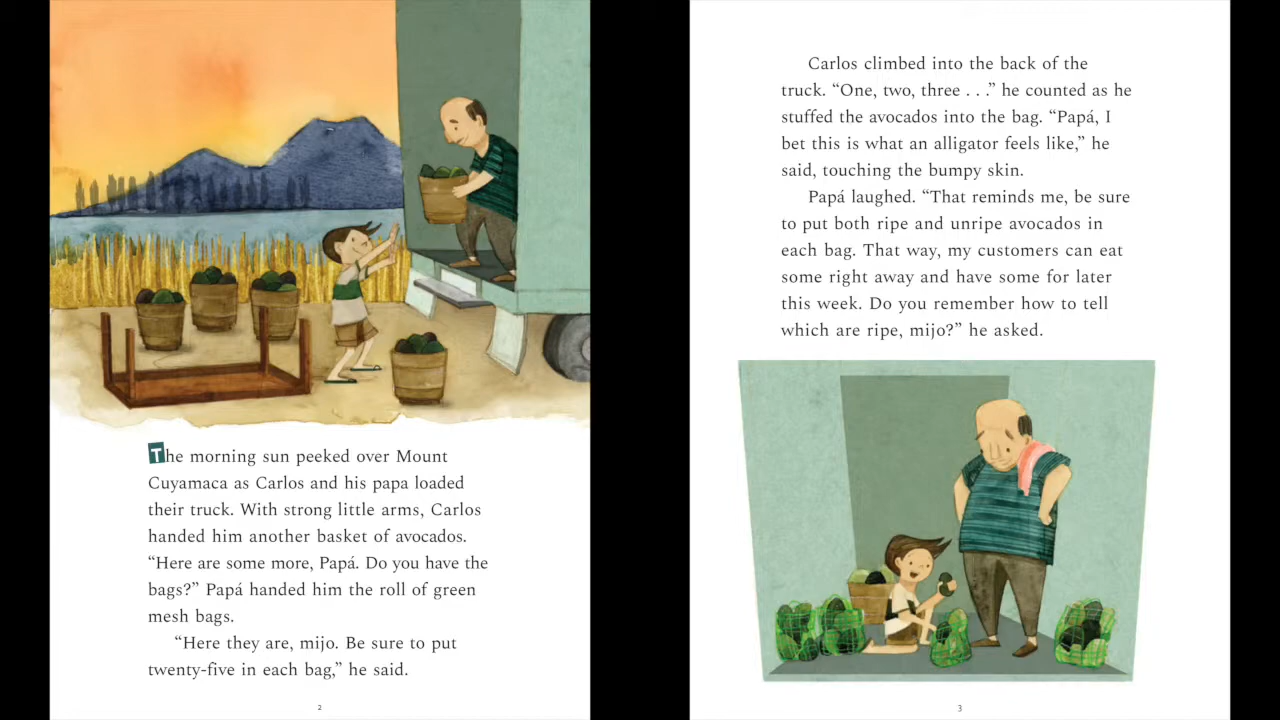 The morning sun peeked over Mount
Cuyamaca as Carlos and his papa loaded
their truck. With strong little arms, Carlos
handed him another basket of avocados.
“Here are some more, Papá. Do you have the
bags?” Papá handed him the roll of green
mesh bags.
“Here they are, mijo. Be sure to put
twenty-five in each bag,” he said.
2
Carlos climbed into the back of the
truck. “One, two, three . . .” he counted as he
stuffed the avocados into the bag. “Papá, I
bet this is what an alligator feels like,” he
said, touching the bumpy skin.
Papá laughed. “That reminds me, be sure
to put both ripe and unripe avocados in
each bag. That way, my customers can eat
some right away and have some for later
this week. Do you remember how to tell
which are ripe, mijo?” he asked.
3